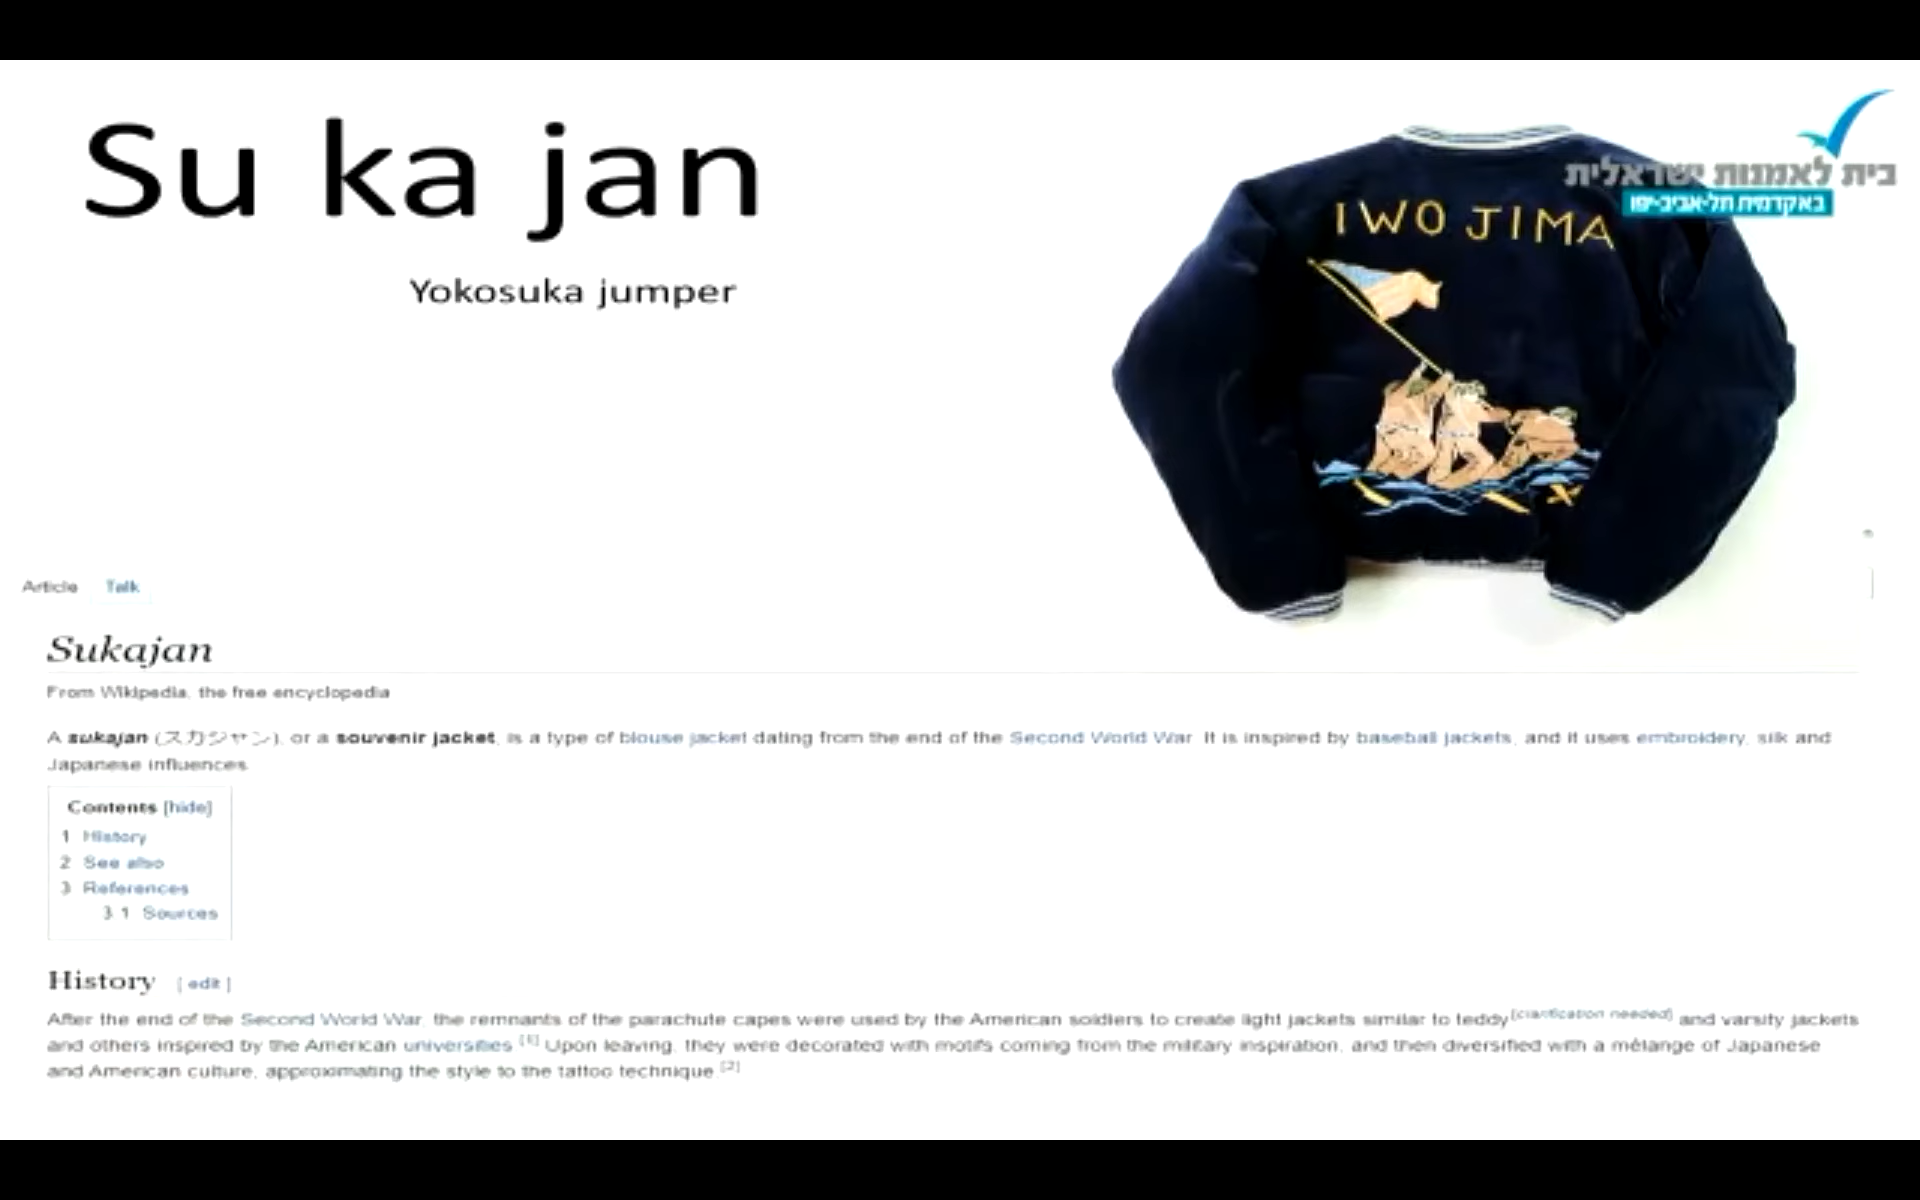 Su ka jan
Yokosuka jumper
בית לאמנות ישראלית
באקדמית תל-אביב-יפו
IWO JIMA
Article Talk
Sukajan
From Wikipedia, the free encyclopedia
A sukajan (スカジャン), or a souvenir jacket, is a type of blouse jacket dating from the end of the Second World War. It is inspired by baseball jackets, and it uses embroidery, silk and
Japanese influences.
Contents [hide]
1 History
2 See also
3 References
3.1 Sources
History [ edit ]
After the end of the Second World War, the remnants of the parachute capes were used by the American soldiers to create light jackets similar to teddy[clarification needed] and varsity jackets
and others inspired by the American universities.[1] Upon leaving, they were decorated with motifs coming from the military inspiration, and then diversified with a mélange of Japanese
and American culture, approximating the style to the tattoo technique.[2]